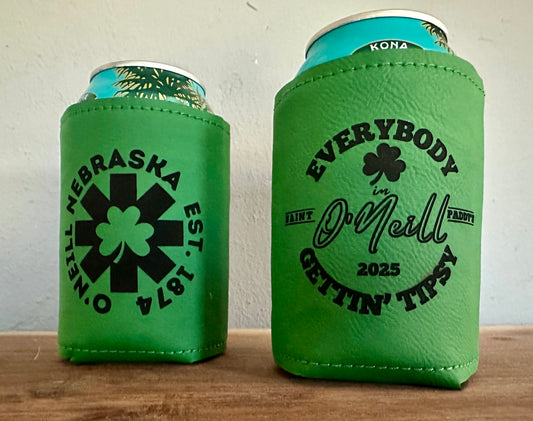 O'NEILL NEBRASKA EST. 1874
KONA
EVERYBODY
in
SAINT O'Neill PADDY'S
2025
GETTIN' TIPSY